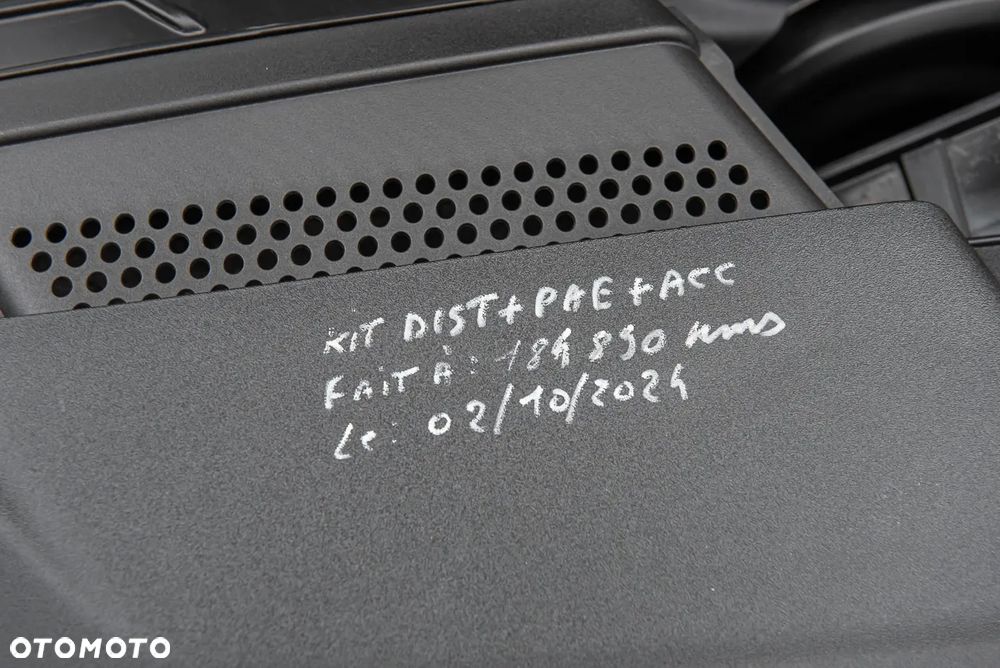 KIT DIST+PAE+ACC
FAIT À: 184 890 kms
Le: 02/10/2024
OTOMOTO